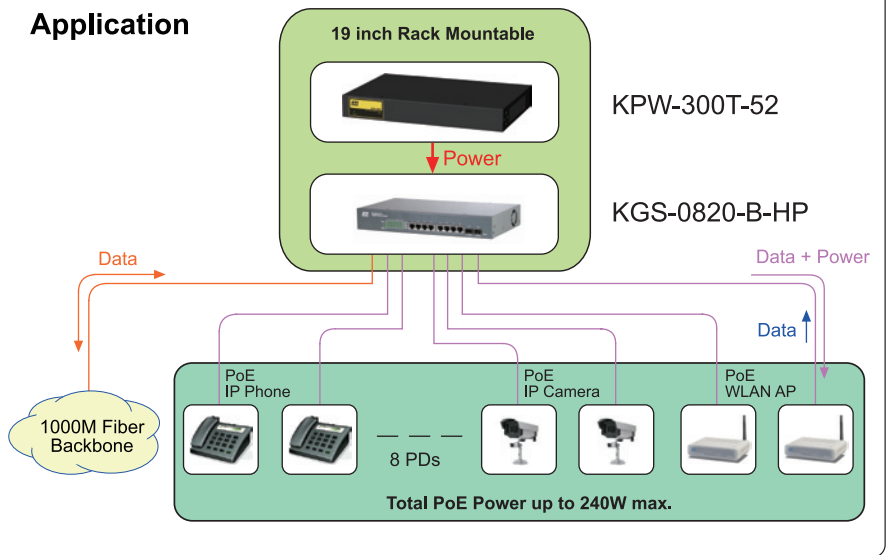 Application
19 inch Rack Mountable
KPW-300T-52
Power
KGS-0820-B-HP
Data
Data + Power
Data
PoE
IP Phone
PoE
IP Camera
PoE
WLAN AP
1000M Fiber
Backbone
8 PDs
Total PoE Power up to 240W max.